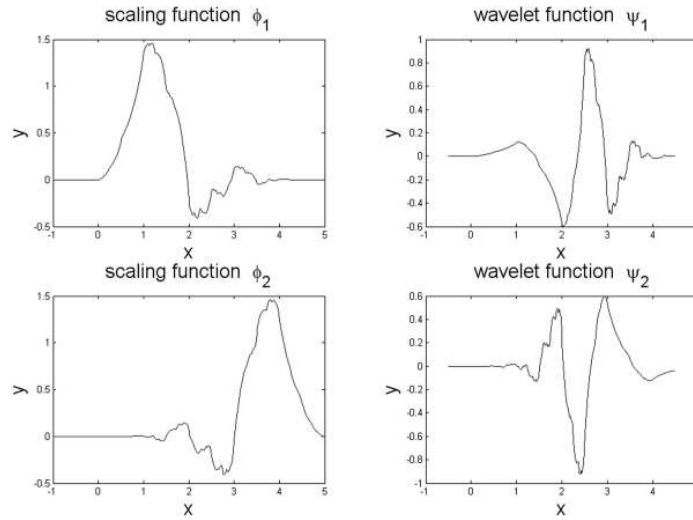 scaling function ϕ₁
1.5
1
0.5
0
-0.5
-1 0 1 2 3 4 5
y
x
wavelet function ψ₁
1
0.8
0.6
0.4
0.2
0
-0.2
-0.4
-0.6
-1 0 1 2 3 4
y
x
scaling function ϕ₂
1.5
1
0.5
0
-0.5
-1 0 1 2 3 4 5
y
x
wavelet function ψ₂
0.6
0.4
0.2
0
-0.2
-0.4
-0.6
-0.8
-1
-1 0 1 2 3 4
y
x